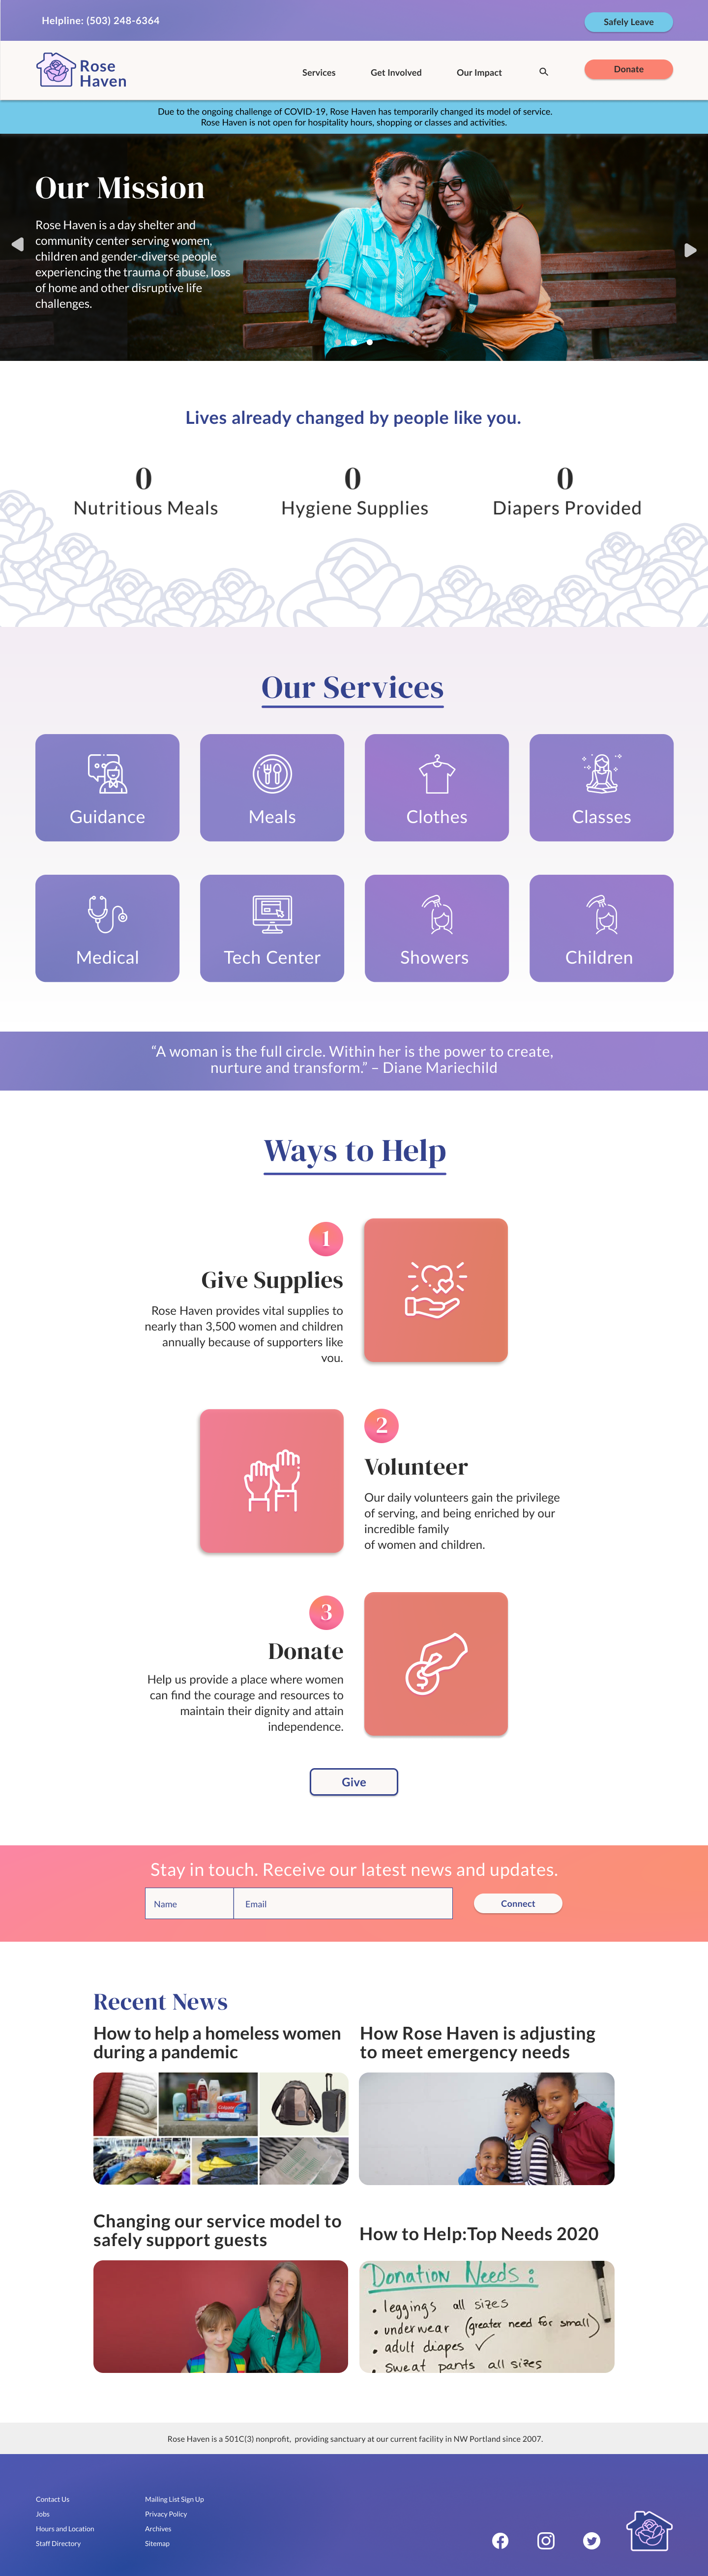 Helpline: (503) 248-6364
Safely Leave
Rose
Haven
Services
Get Involved
Our Impact
Donate
Due to the ongoing challenge of COVID-19, Rose Haven has temporarily changed its model of service.
Rose Haven is not open for hospitality hours, shopping or classes and activities.
Our Mission
Rose Haven is a day shelter and
community center serving women,
children and gender-diverse people
experiencing the trauma of abuse, loss
of home and other disruptive life
challenges.
Lives already changed by people like you.
0
Nutritious Meals
0
Hygiene Supplies
0
Diapers Provided
Our Services
Guidance
Meals
Clothes
Classes
Medical
Tech Center
Showers
Children
“A woman is the full circle. Within her is the power to create,
nurture and transform.” – Diane Mariechild
Ways to Help
1
Give Supplies
Rose Haven provides vital supplies to
nearly than 3,500 women and children
annually because of supporters like
you.
2
Volunteer
Our daily volunteers gain the privilege
of serving, and being enriched by our
incredible family
of women and children.
3
Donate
Help us provide a place where women
can find the courage and resources to
maintain their dignity and attain
independence.
$
Give
Stay in touch. Receive our latest news and updates.
Name
Email
Connect
Recent News
How to help a homeless women
during a pandemic
How Rose Haven is adjusting
to meet emergency needs
Colgate
Changing our service model to
safely support guests
How to Help:Top Needs 2020
Donation Needs:
• leggings all sizes
• underwear (greater need for small)
• adult diapes ✓
• sweat pants all sizes
Rose Haven is a 501C(3) nonprofit, providing sanctuary at our current facility in NW Portland since 2007.
Contact Us
Jobs
Hours and Location
Staff Directory
Mailing List Sign Up
Privacy Policy
Archives
Sitemap